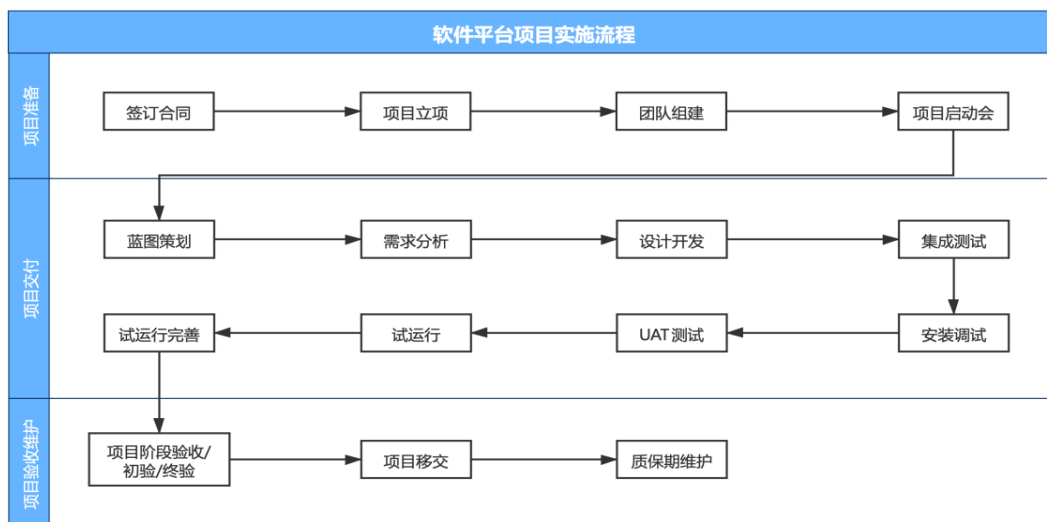 软件平台项目实施流程
项目准备
签订合同
项目立项
团队组建
项目启动会
项目交付
蓝图策划
需求分析
设计开发
集成测试
试运行完善
试运行
UAT 测试
安装调试
项目验收维护
项目阶段验收/
初验/终验
项目移交
质保期维护